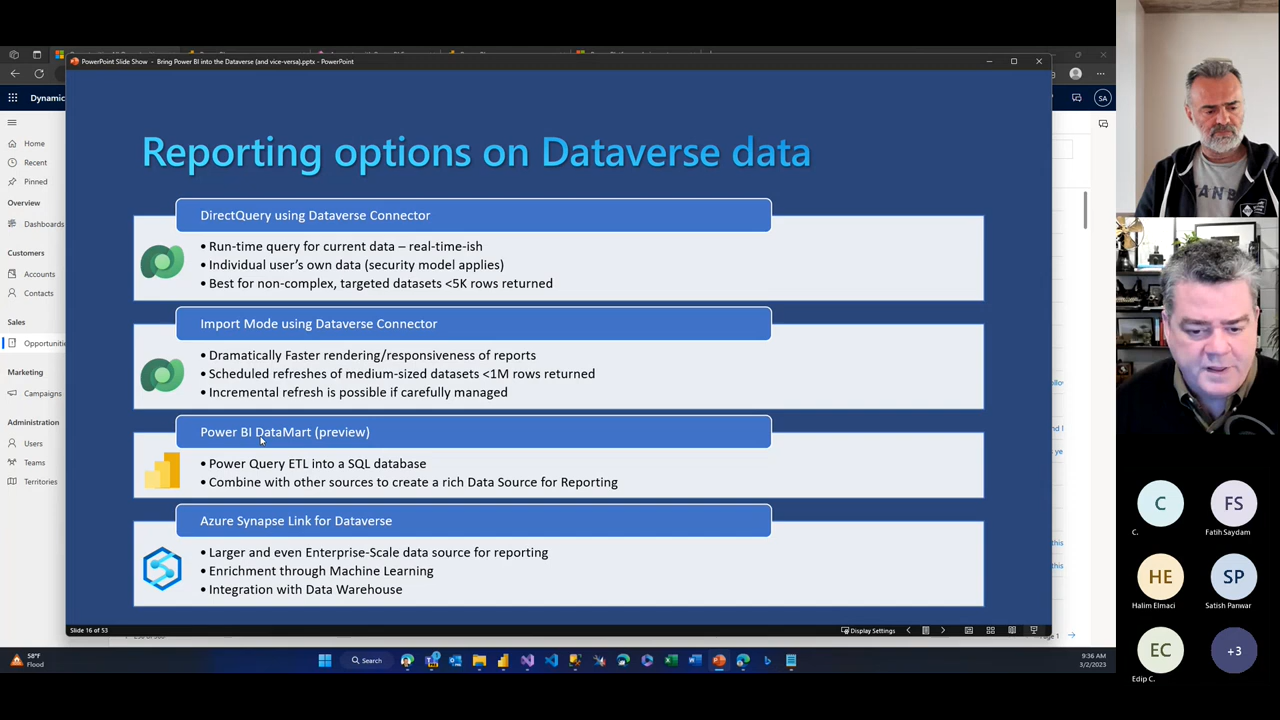 PowerPoint Slide Show - Bring Power BI into the Dataverse (and vice-versa).pptx - PowerPoint
Dynamic
SA
Home
Recent
Pinned
Overview
Dashboards
Customers
Accounts
Contacts
Sales
Opportuniti
Marketing
Campaigns
Administration
Users
Teams
Territories
Reporting options on Dataverse data
DirectQuery using Dataverse Connector
• Run-time query for current data – real-time-ish
• Individual user's own data (security model applies)
• Best for non-complex, targeted datasets <5K rows returned
Import Mode using Dataverse Connector
• Dramatically Faster rendering/responsiveness of reports
• Scheduled refreshes of medium-sized datasets <1M rows returned
• Incremental refresh is possible if carefully managed
Power BI DataMart (preview)
• Power Query ETL into a SQL database
• Combine with other sources to create a rich Data Source for Reporting
Azure Synapse Link for Dataverse
• Larger and even Enterprise-Scale data source for reporting
• Enrichment through Machine Learning
• Integration with Data Warehouse
Slide 16 of 53
Display Settings
58°F
Flood
Search
9:36 AM
3/2/2023
C
C.
FS
Fatih Saydam
HE
Halim Elmaci
SP
Satish Panwar
EC
Edip C.
+3